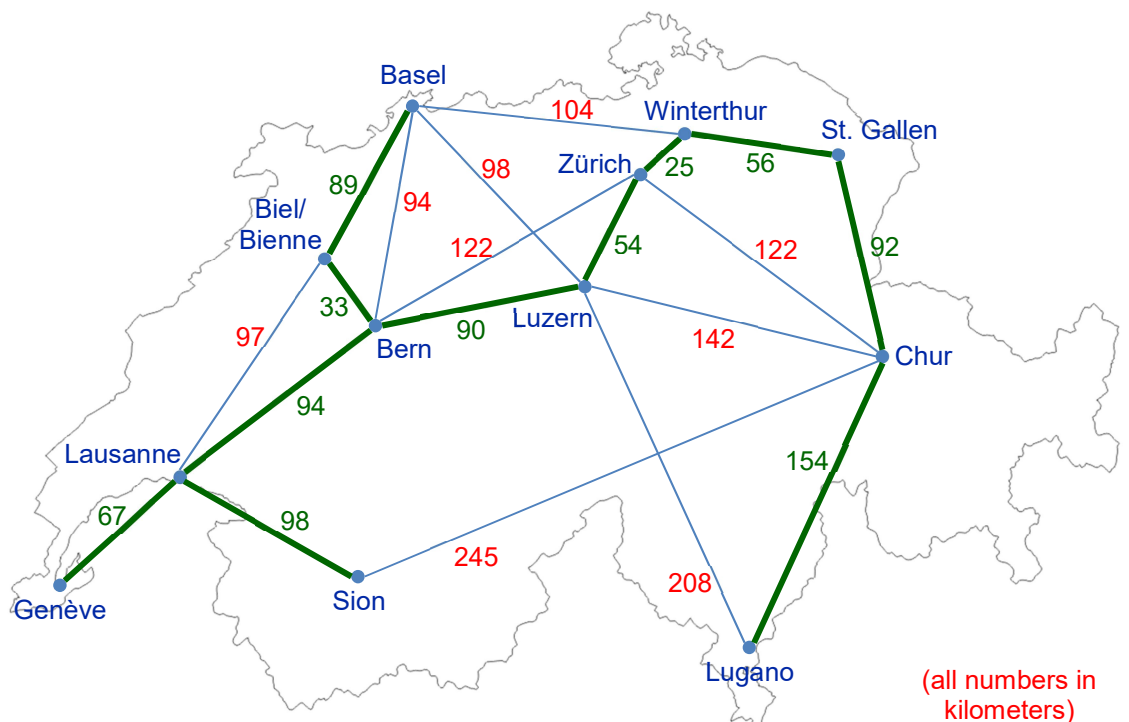 Basel
104
Winterthur
St. Gallen
Zürich
25
56
98
89
94
Biel/
Bienne
122
54
122
92
33
90
Luzern
97
Bern
142
Chur
94
Lausanne
154
67
98
245
208
Genève
Sion
Lugano
(all numbers in
kilometers)